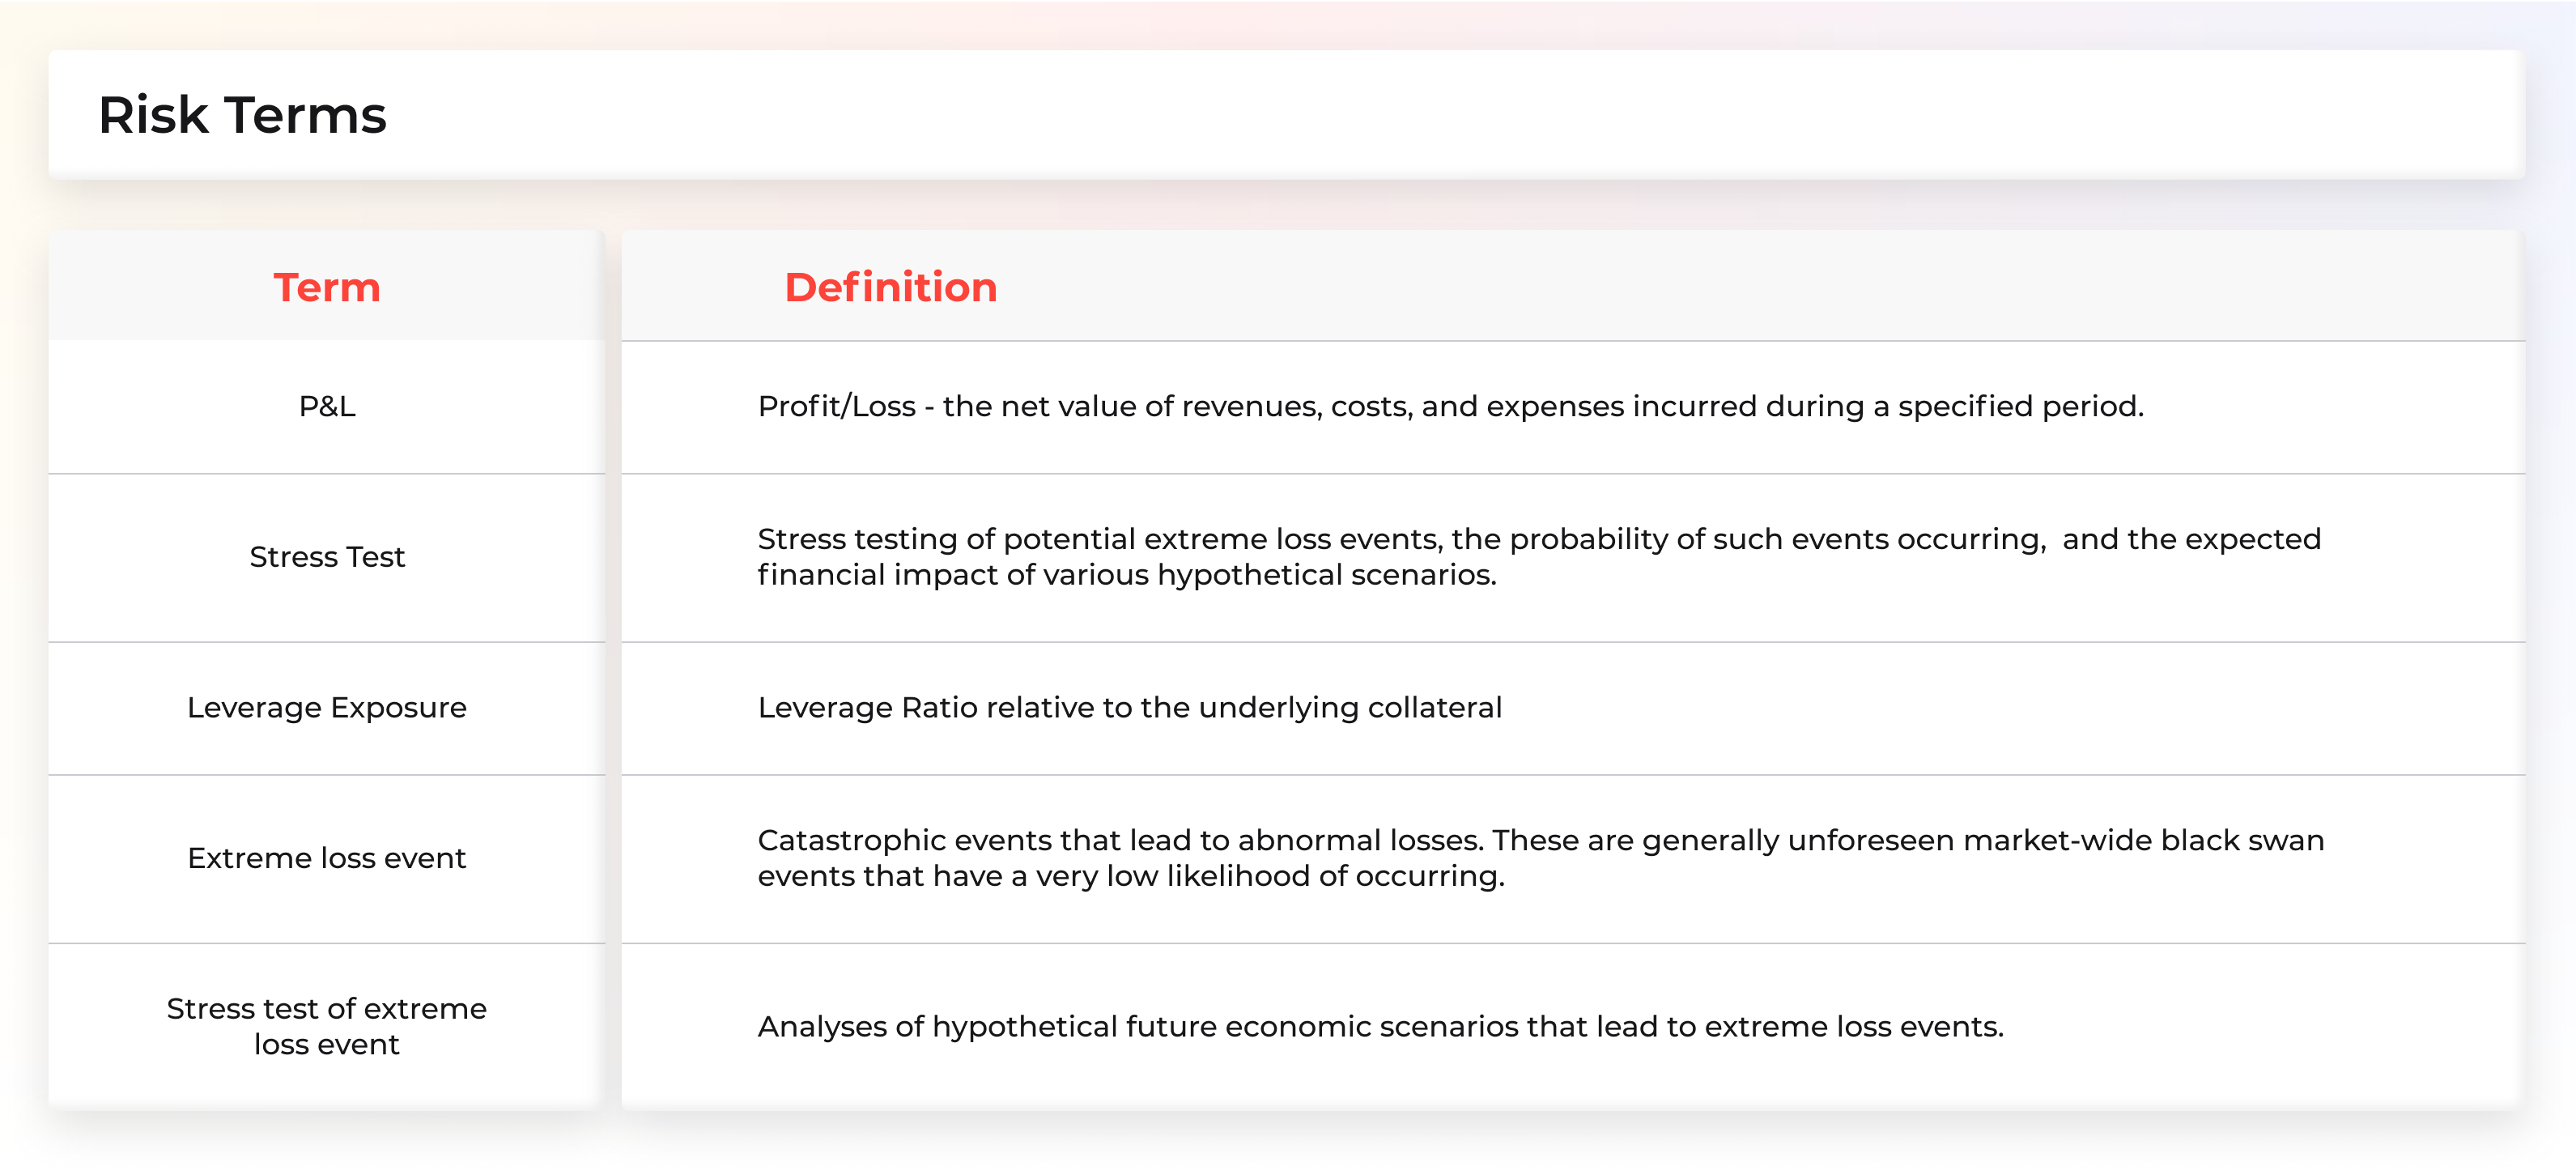 Risk Terms
Term
Definition
P&L
Profit/Loss - the net value of revenues, costs, and expenses incurred during a specified period.
Stress Test
Stress testing of potential extreme loss events, the probability of such events occurring,  and the expected
financial impact of various hypothetical scenarios.
Leverage Exposure
Leverage Ratio relative to the underlying collateral
Extreme loss event
Catastrophic events that lead to abnormal losses. These are generally unforeseen market-wide black swan
events that have a very low likelihood of occurring.
Stress test of extreme
loss event
Analyses of hypothetical future economic scenarios that lead to extreme loss events.